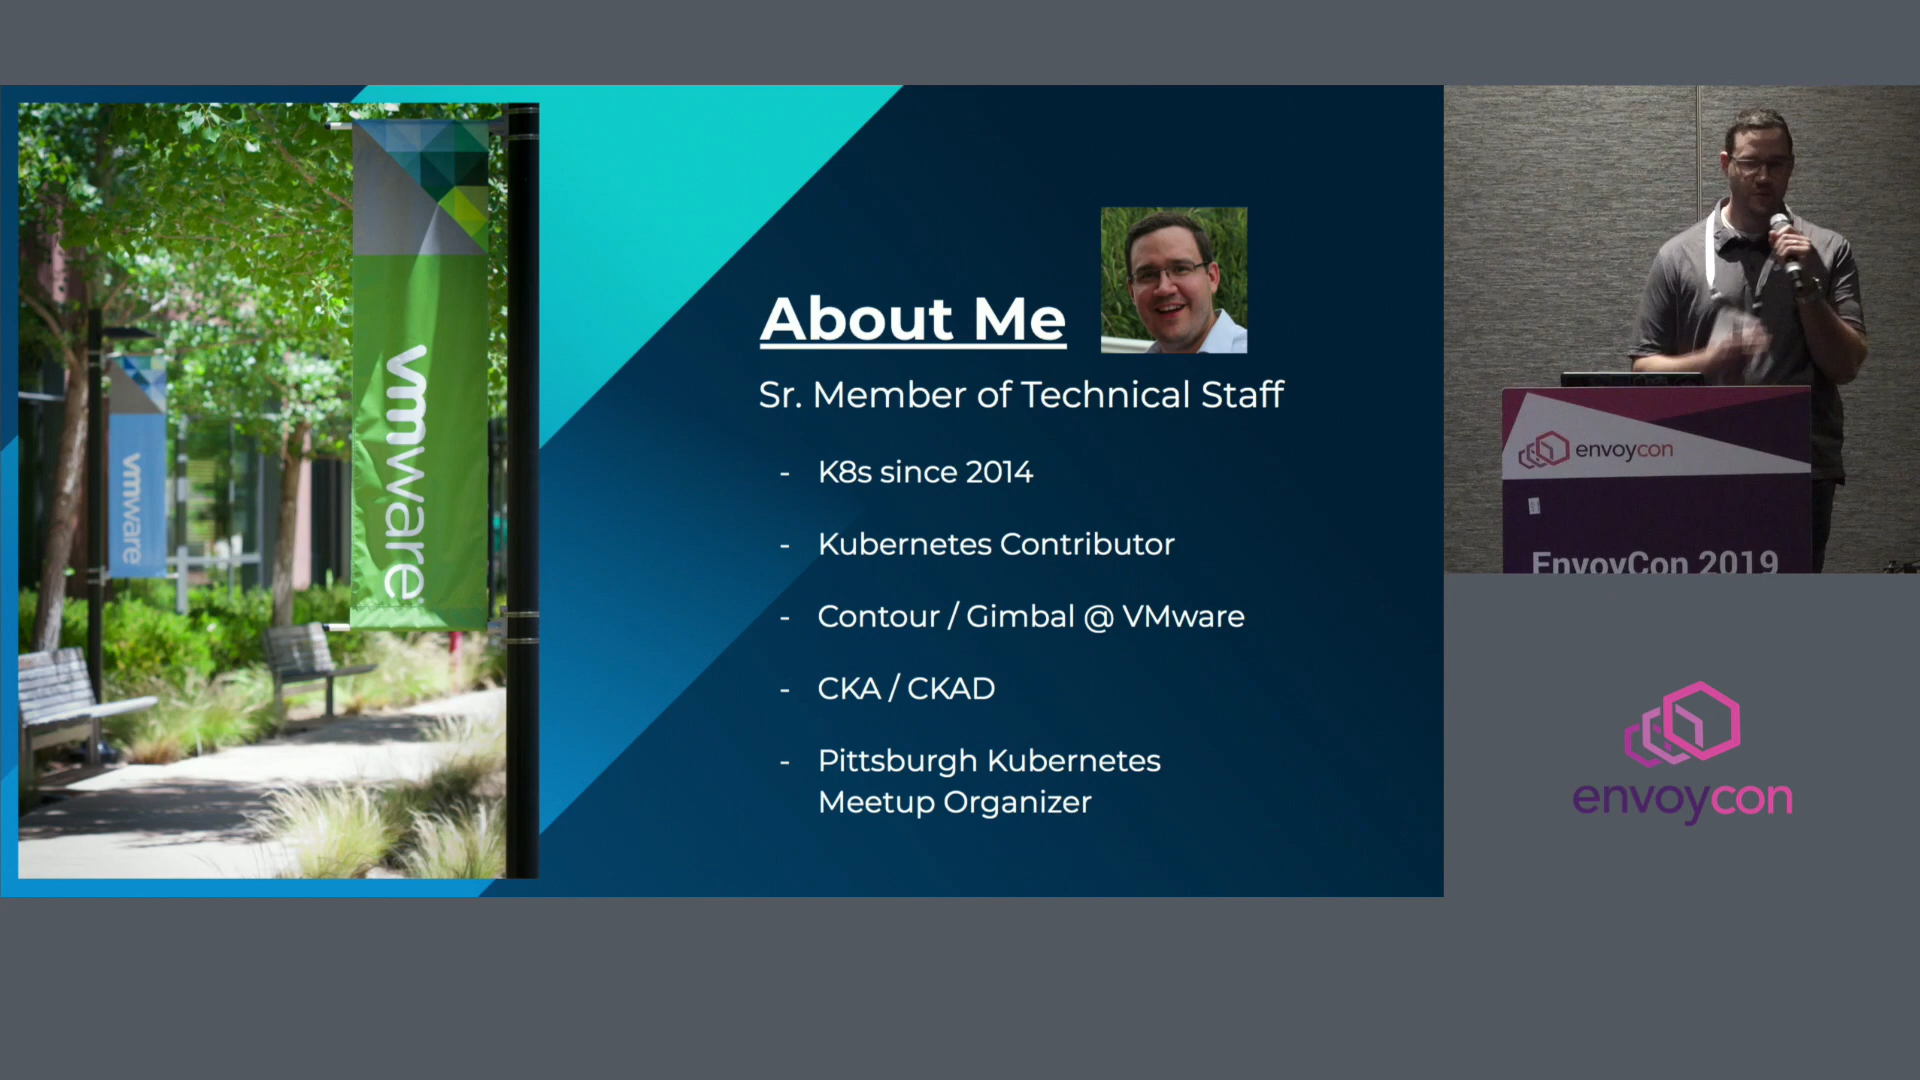 vmware
vmware
About Me
Sr. Member of Technical Staff
- K8s since 2014
- Kubernetes Contributor
- Contour / Gimbal @ VMware
- CKA / CKAD
- Pittsburgh Kubernetes
Meetup Organizer
envoycon
EnvoyCon 2019
envoycon